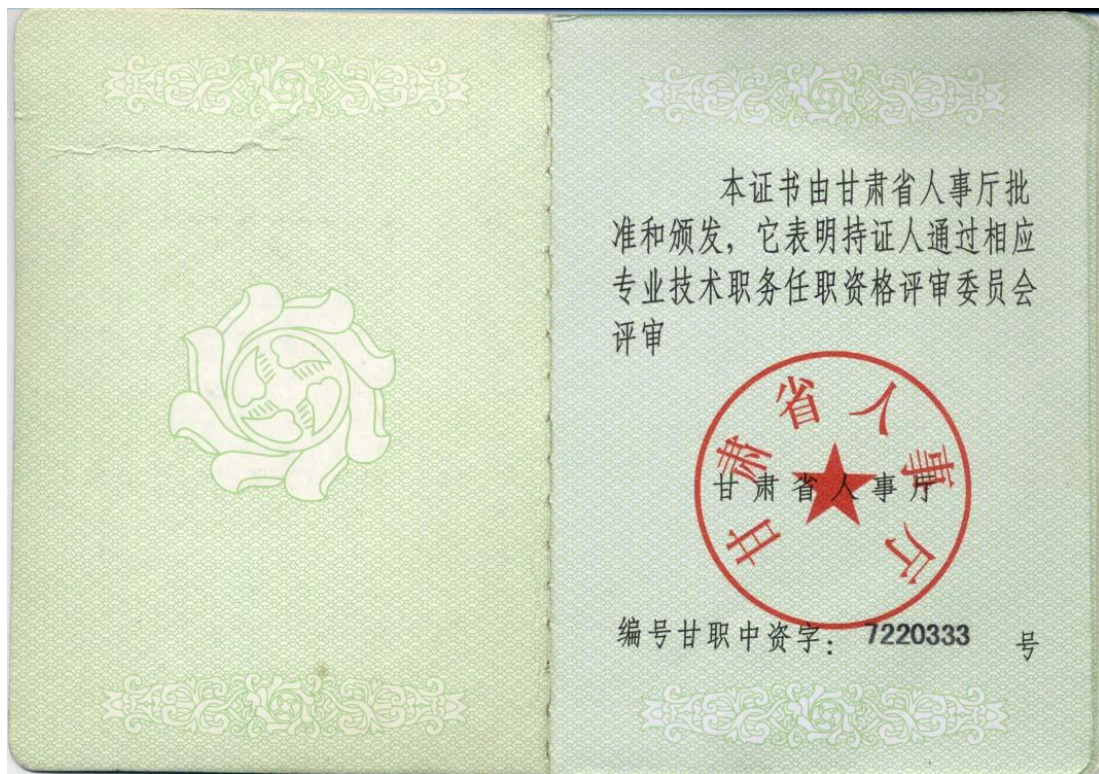 本证书由甘肃省人事厅批
准和颁发，它表明持证人通过相应
专业技术职务任职资格评审委员会
评审
甘肃省人事厅
甘肃省人事厅
编号甘职中资字：7220333 号